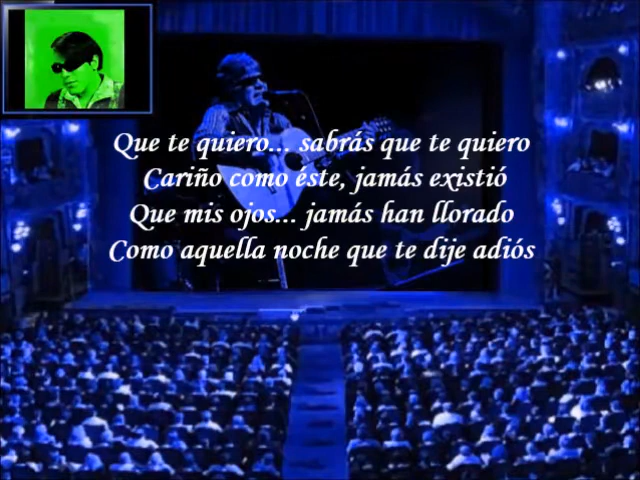 Que te quiero... sabrás que te quiero
Cariño como éste, jamás existió
Que mis ojos... jamás han llorado
Como aquella noche que te dije adiós